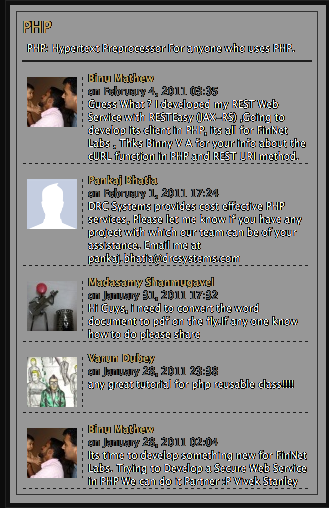 PHP
PHP: Hypertext Preprocessor For anyone who uses PHP.
Binu Mathew
on February 4, 2011 03:35
Guess What ? I developed my REST Web
Service with RESTEasy (JAX-RS) ,Going to
develop its client in PHP, Its all for FinNet
Labs , Thks Binny V A for your info about the
cURL function in PHP and REST URI method.
Pankaj Bhatia
on February 1, 2011 17:24
DRC Systems provides cost effective PHP
services, Please let me know if you have any
project with which our team can be of your
assistance. Email me at
pankaj.bhatia@drcsystems.com
Madasamy Shanmugavel
on January 31, 2011 17:32
Hi Guys, i need to convert the word
document to pdf on the fly.If any one know
how to do please share
Varun Dubey
on January 28, 2011 23:38
any great tutorial for php reusable class!!!!
Binu Mathew
on January 28, 2011 02:04
Its time to develop something new for FinNet
Labs. Trying to Develop a Secure Web Service
in PHP We can do it Partner :P Vivek Stanley